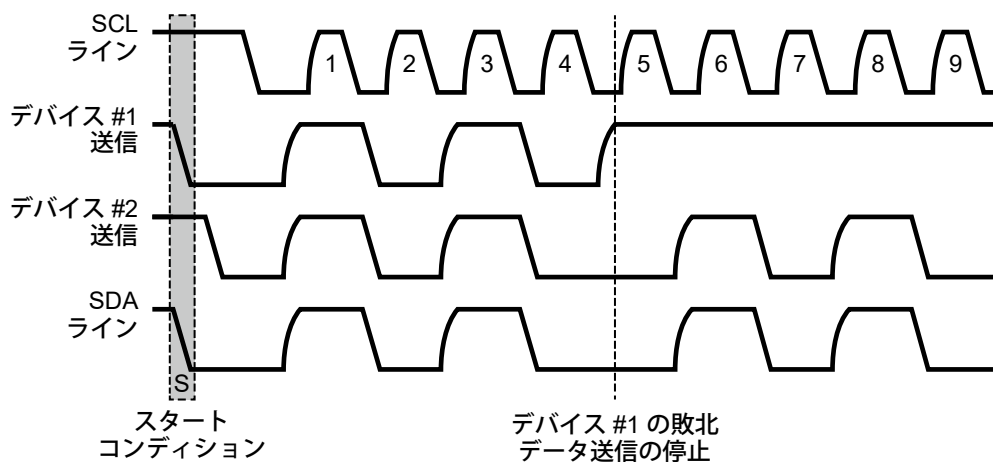 SCL
ライン
1 2 3 4 5 6 7 8 9
デバイス #1
送信
デバイス #2
送信
SDA
ライン
S
スタート
コンディション
デバイス #1 の敗北
データ送信の停止